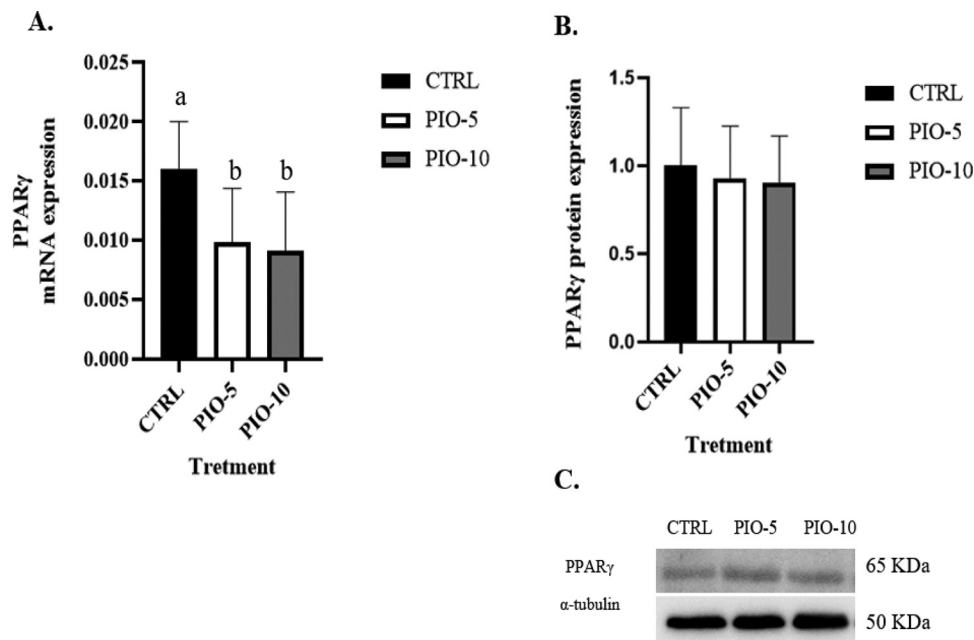 A.
PPARγ
mRNA expression
0.025
0.020
0.015
0.010
0.005
0.000
a
b
b
CTRL
PIO-5
PIO-10
Tretment
CTRL
PIO-5
PIO-10
B.
PPARγ protein expression
1.5
1.0
0.5
0.0
CTRL
PIO-5
PIO-10
Tretment
CTRL
PIO-5
PIO-10
C.
CTRL PIO-5 PIO-10
PPARγ 65 KDa
α-tubulin 50 KDa